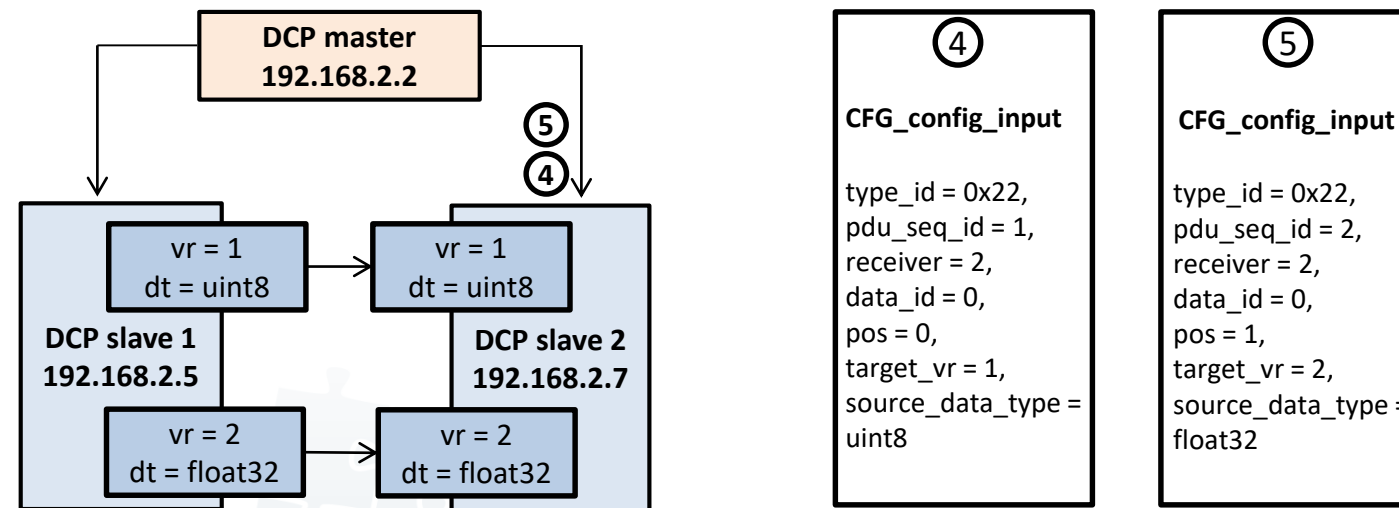 DCP master
192.168.2.2
5
4
vr = 1
dt = uint8
vr = 1
dt = uint8
DCP slave 1
192.168.2.5
DCP slave 2
192.168.2.7
vr = 2
dt = float32
vr = 2
dt = float32
4
CFG_config_input
type_id = 0x22,
pdu_seq_id = 1,
receiver = 2,
data_id = 0,
pos = 0,
target_vr = 1,
source_data_type =
uint8
5
CFG_config_input
type_id = 0x22,
pdu_seq_id = 2,
receiver = 2,
data_id = 0,
pos = 1,
target_vr = 2,
source_data_type =
float32